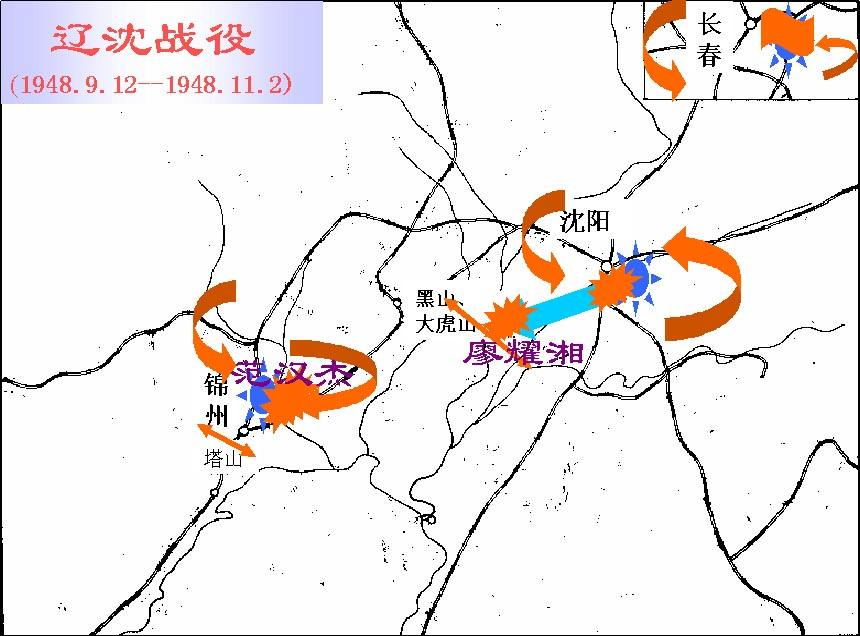 辽沈战役
(1948.9.12--1948.11.2)
长
春
沈阳
黑山、
大虎山
廖耀湘
范汉杰
锦
州
塔山